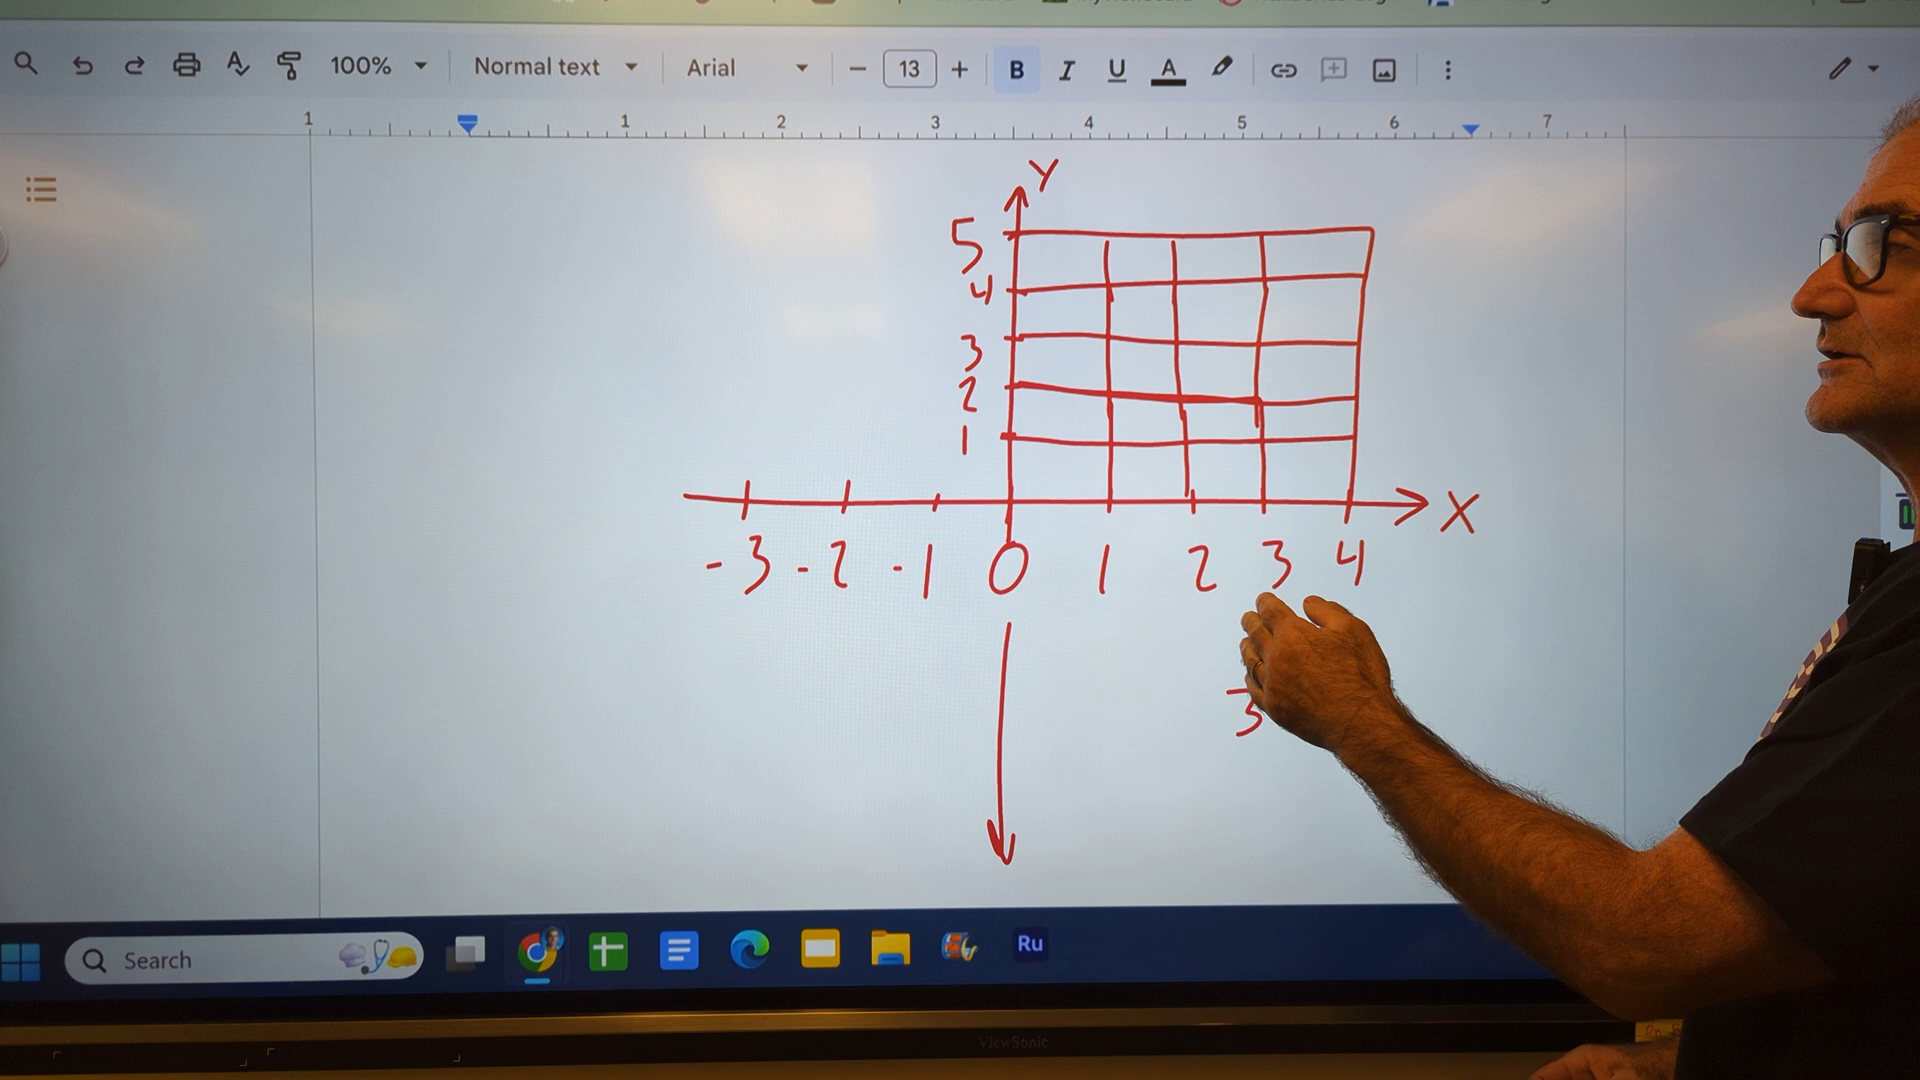 100% Normal text Arial 13 B I U A
1 1 2 3 4 5 6 7
Y
5
4
3
2
1
X
-3 -2 -1 0 1 2 3 4
Search Ru
ViewSonic